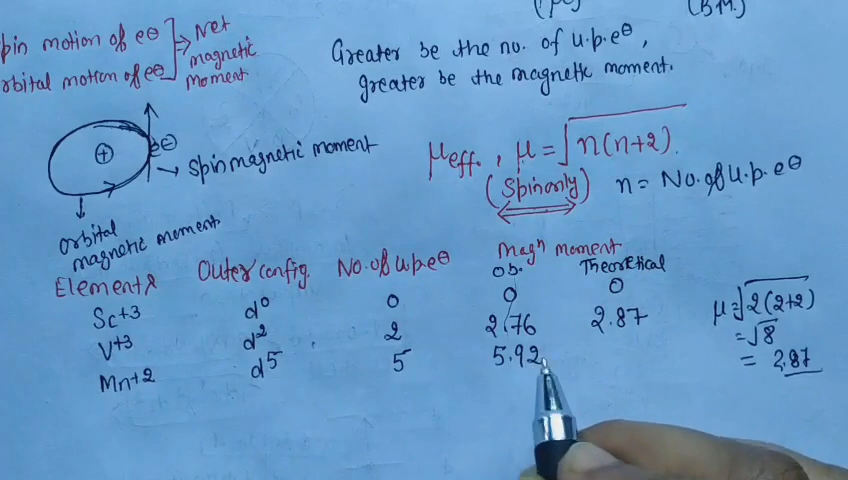 (B.M.)
pin motion of e⊖ ] ⇒ Net
rbital motion of e⊖ magnetic
moment
Greater be the no. of u.p.e⊖,
greater be the magnetic moment.
+ e⊖
→ spin magnetic moment
orbital
magnetic moment
μeff., μ = √n(n+2).
(Spin only) n = No. of u.p. e⊖
Elements Outer config. No. of u.p.e⊖ Magn moment
ob. Theoretical
Sc+3 d0 0 0 0
V+3 d2 2 2.76 2.87
Mn+2 d5 5 5.92
μ = √2(2+2)
= √8
= 2.87